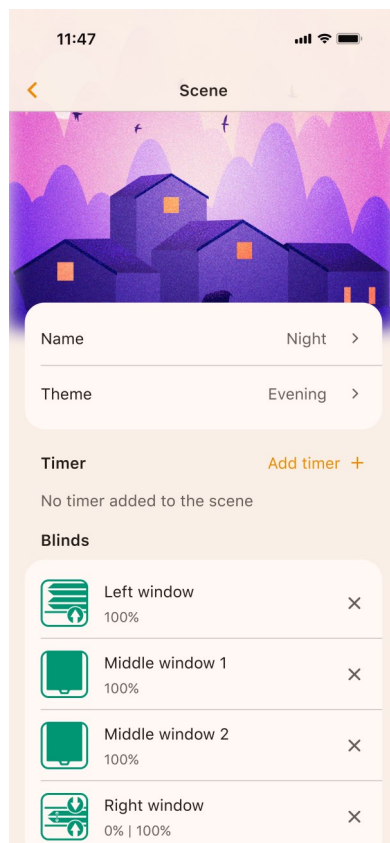 11:47
Scene
Name Night
Theme Evening
Timer Add timer +
No timer added to the scene
Blinds
Left window
100%
Middle window 1
100%
Middle window 2
100%
Right window
0% | 100%